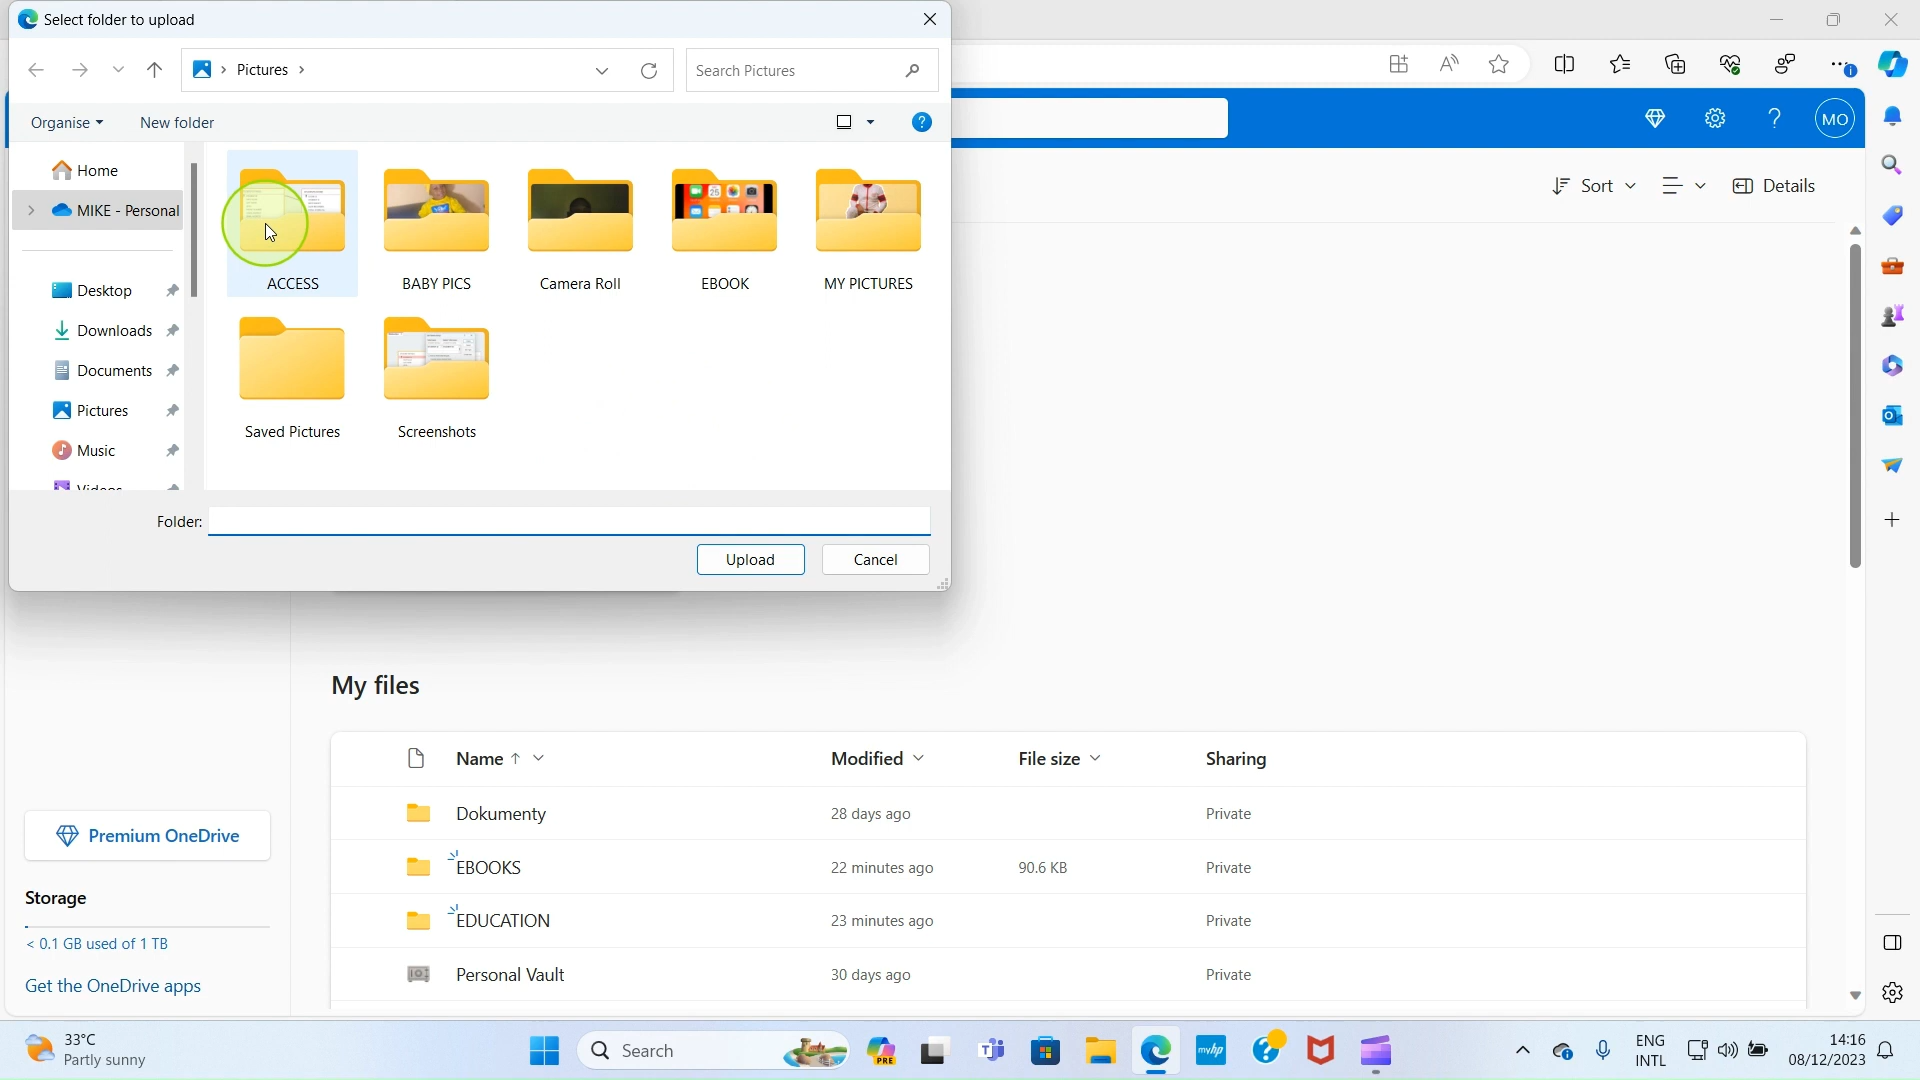 Select folder to upload
Pictures
Search Pictures
Organise
New folder
Home
MIKE - Personal
Desktop
Downloads
Documents
Pictures
Music
Videos
ACCESS
BABY PICS
Camera Roll
EBOOK
MY PICTURES
Saved Pictures
Screenshots
Folder:
Upload
Cancel
MO
Sort
Details
My files
Name
Modified
File size
Sharing
Dokumenty
28 days ago
Private
EBOOKS
22 minutes ago
90.6 KB
Private
EDUCATION
23 minutes ago
Private
Personal Vault
30 days ago
Private
Premium OneDrive
Storage
< 0.1 GB used of 1 TB
Get the OneDrive apps
33°C
Partly sunny
Search
PRE
myhp
ENG
INTL
14:16
08/12/2023